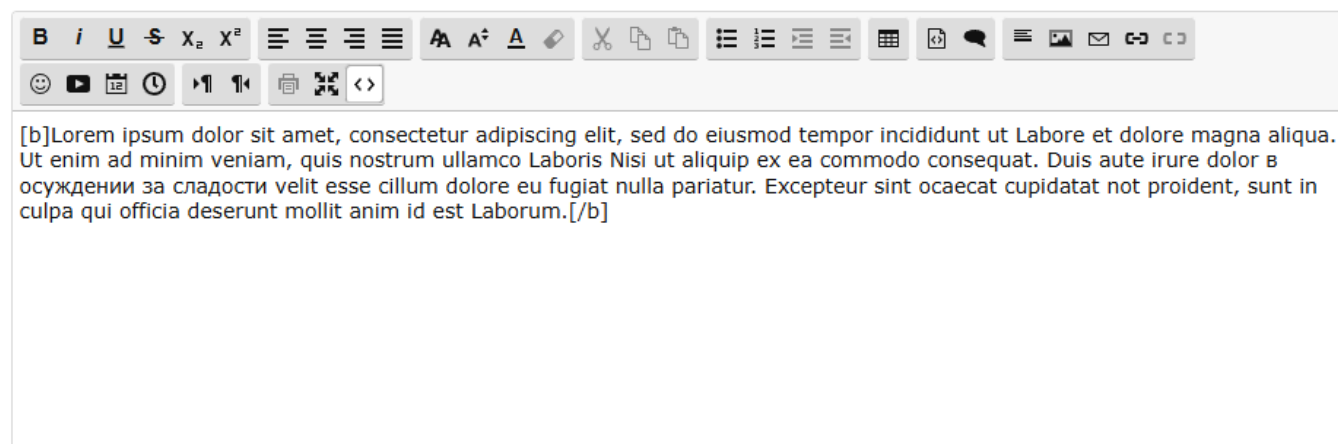 B i U S X₂ X² A A A
12
[b]Lorem ipsum dolor sit amet, consectetur adipiscing elit, sed do eiusmod tempor incididunt ut Labore et dolore magna aliqua.
Ut enim ad minim veniam, quis nostrum ullamco Laboris Nisi ut aliquip ex ea commodo consequat. Duis aute irure dolor в
осуждении за сладости velit esse cillum dolore eu fugiat nulla pariatur. Excepteur sint ocaecat cupidatat not proident, sunt in
culpa qui officia deserunt mollit anim id est Laborum.[/b]